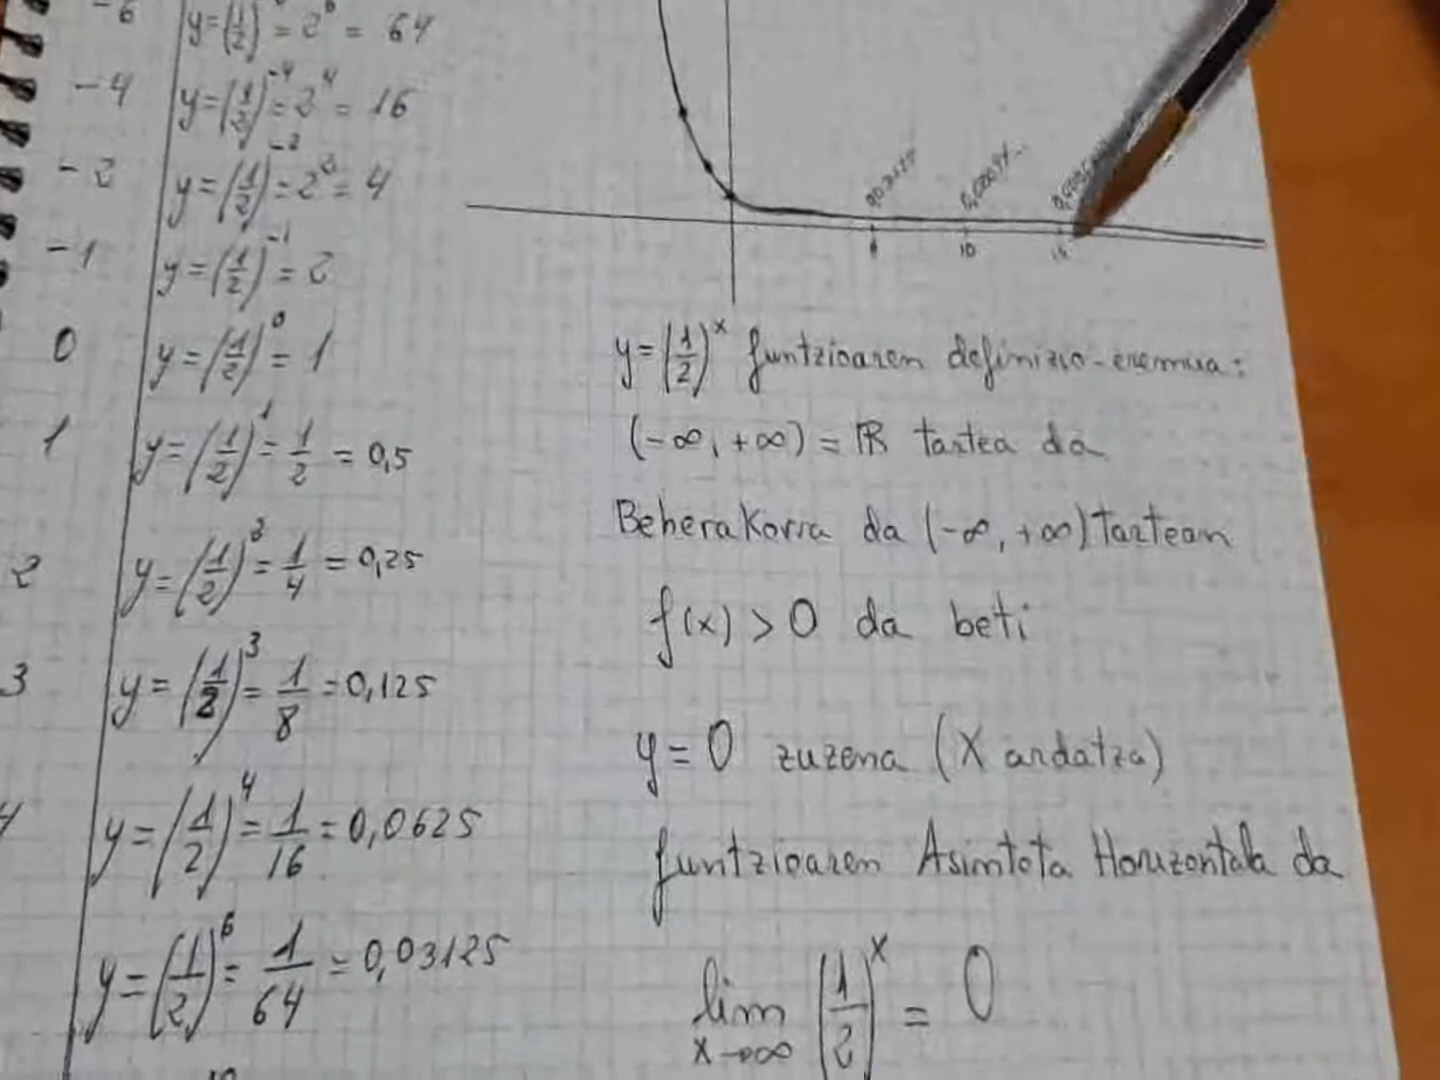 -6 y=(1/2)^-6 = 2^6 = 64
-4 y=(1/2)^-4 = 2^4 = 16
-2 y=(1/2)^-2 = 2^2 = 4
-1 y=(1/2)^-1 = 2
0 y=(1/2)^0 = 1
1 y=(1/2)^1 = 1/2 = 0,5
2 y=(1/2)^2 = 1/4 = 0,25
3 y=(1/2)^3 = 1/8 = 0,125
4 y=(1/2)^4 = 1/16 = 0,0625
y=(1/2)^6 = 1/64 = 0,03125
10
y=(1/2)^x funtzioaren definizio-eremua:
(-∞, +∞) = ℝ tartea da
Beherakorra da (-∞, +∞) tartean
f(x) > 0 da beti
y = 0 zuzena (X ardatza)
funtzioaren Asintota Horizontala da
lim x→∞ (1/2)^x = 0